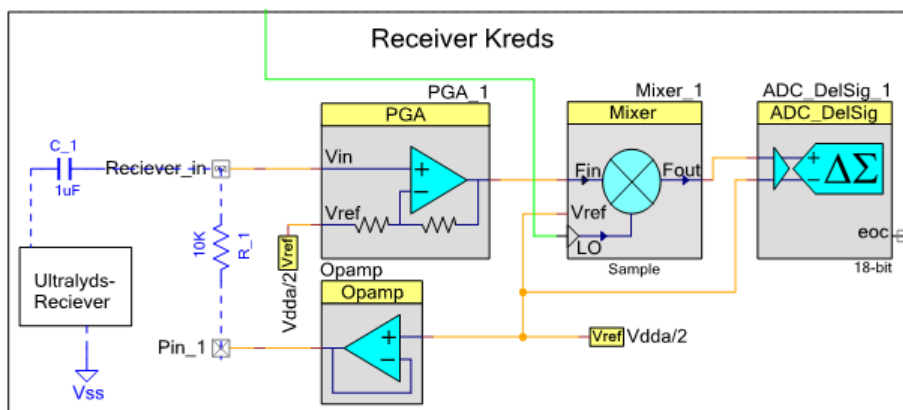 Receiver Kreds
PGA_1
PGA
Vin
Vref
Mixer_1
Mixer
Fin
Fout
Vref
LO
Sample
ADC_DelSig_1
ADC_DelSig
+
−
ΔΣ
eoc
18-bit
C_1
1uF
Reciever_in
10K
R_1
Vref
Vdda/2
Ultralyds-
Reciever
Vss
Opamp
Opamp
+
−
Pin_1
Vref Vdda/2